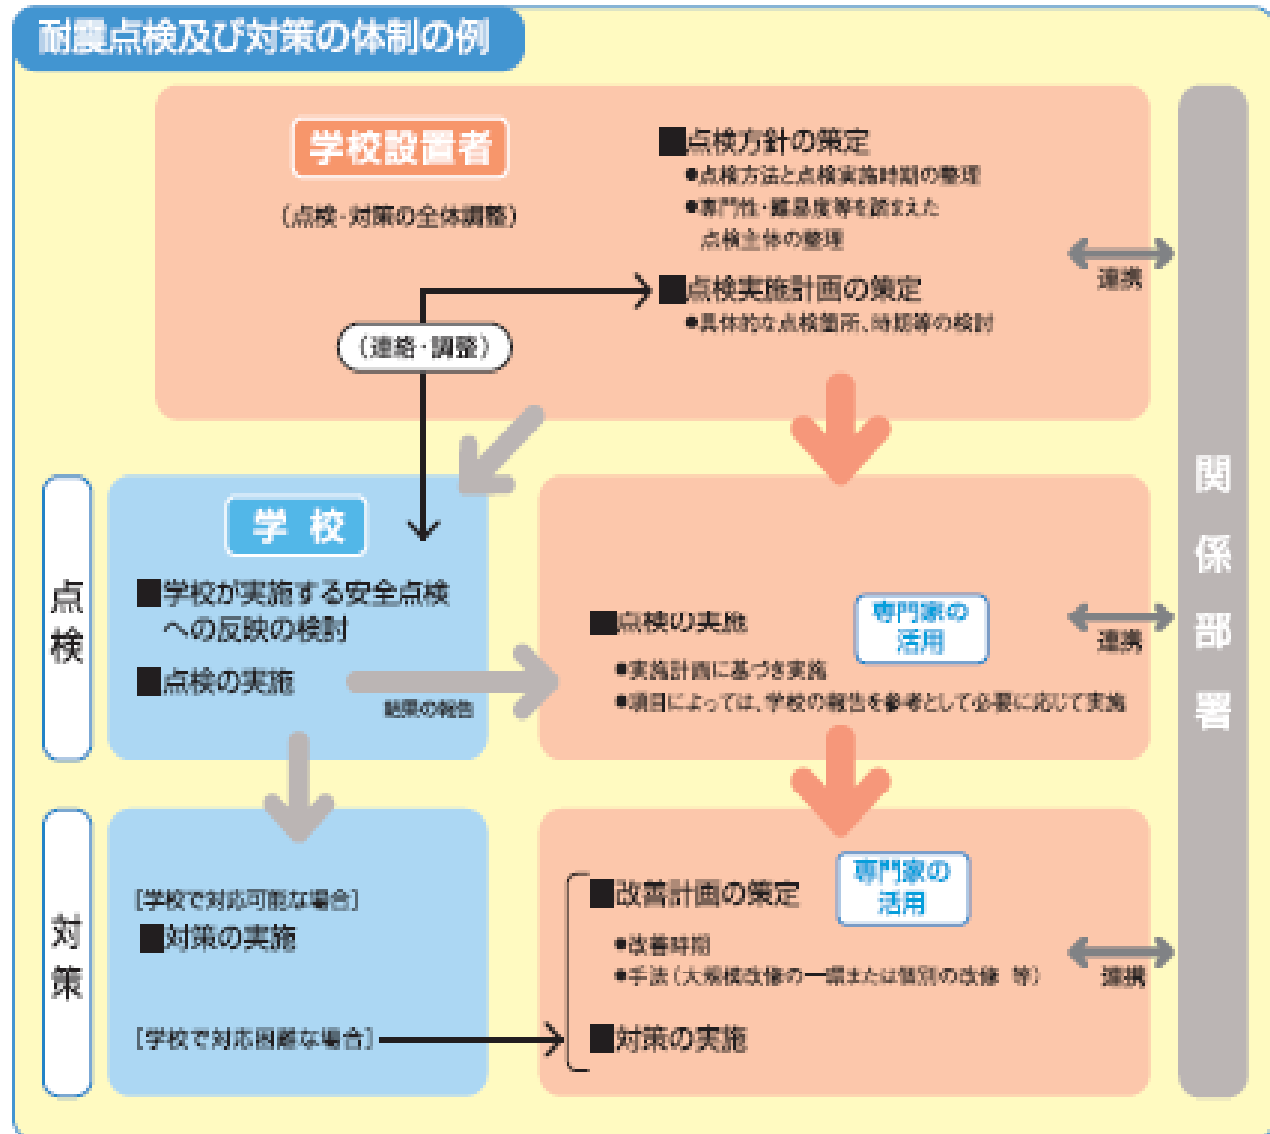 耐震点検及び対策の体制の例
学校設置者
（点検・対策の全体調整）
■点検方針の策定
●点検方法と点検実施時期の整理
●専門性・難易度等を踏まえた
点検主体の整理
■点検実施計画の策定
●具体的な点検箇所、時期等の検討
連携
（連絡・調整）
関係部署
点検
学校
■学校が実施する安全点検
への反映の検討
■点検の実施
結果の報告
■点検の実施
専門家の
活用
●実施計画に基づき実施
●項目によっては、学校の報告を参考として必要に応じて実施
連携
対策
［学校で対応可能な場合］
■対策の実施
［学校で対応困難な場合］
■改善計画の策定
専門家の
活用
●改善時期
●手法（大規模改修の一環または個別の改修 等）
■対策の実施
連携